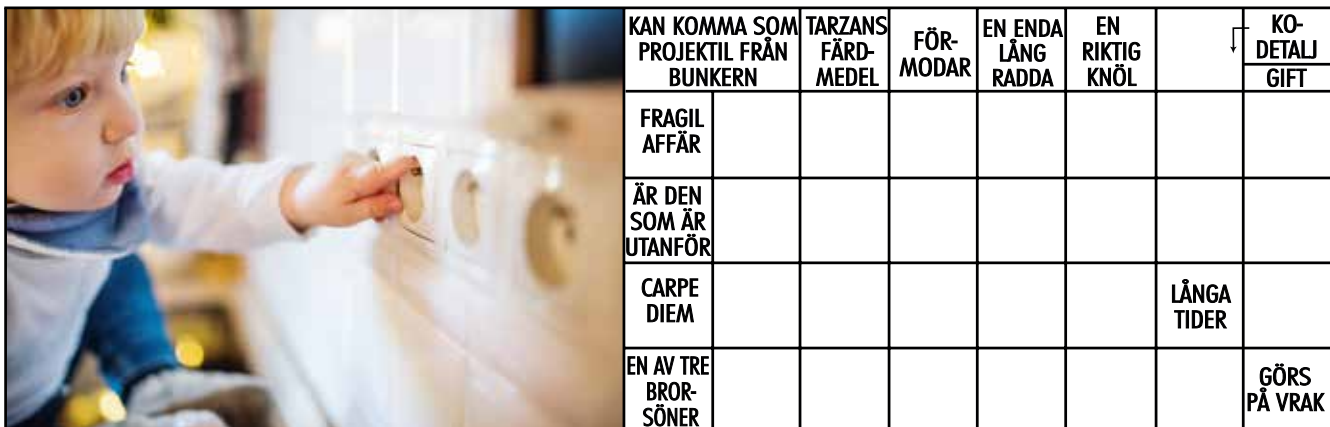 KAN KOMMA SOM
PROJEKTIL FRÅN
BUNKERN
TARZANS
FÄRD-
MEDEL
FÖR-
MODAR
EN ENDA
LÅNG
RADDA
EN
RIKTIG
KNÖL
KO-
DETALJ
GIFT
FRAGIL
AFFÄR
ÄR DEN
SOM ÄR
UTANFÖR
CARPE
DIEM
LÅNGA
TIDER
EN AV TRE
BROR-
SÖNER
GÖRS
PÅ VRAK